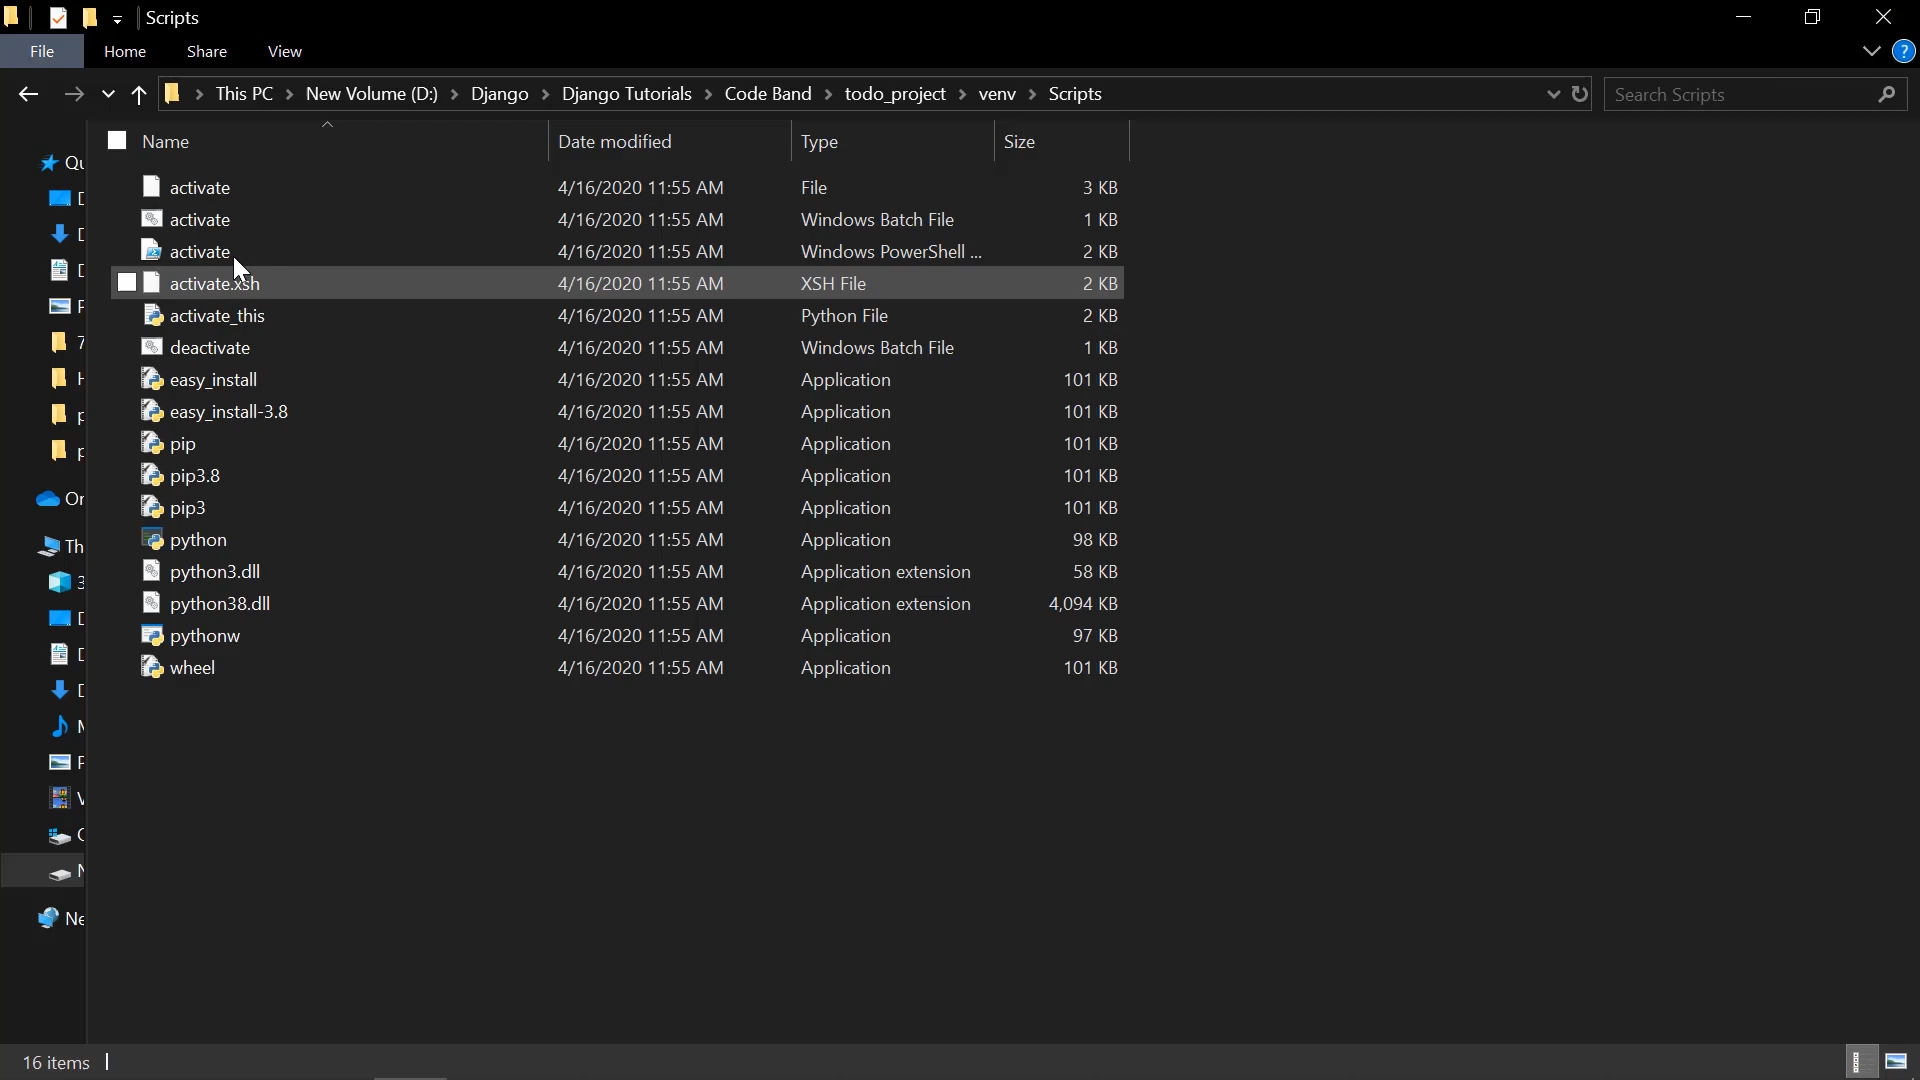 Scripts
File Home Share View
This PC New Volume (D:) Django Django Tutorials Code Band todo_project venv Scripts Search Scripts
Name Date modified Type Size
activate 4/16/2020 11:55 AM File 3 KB
activate 4/16/2020 11:55 AM Windows Batch File 1 KB
activate 4/16/2020 11:55 AM Windows PowerShell ... 2 KB
activate.xsh 4/16/2020 11:55 AM XSH File 2 KB
activate_this 4/16/2020 11:55 AM Python File 2 KB
deactivate 4/16/2020 11:55 AM Windows Batch File 1 KB
easy_install 4/16/2020 11:55 AM Application 101 KB
easy_install-3.8 4/16/2020 11:55 AM Application 101 KB
pip 4/16/2020 11:55 AM Application 101 KB
pip3.8 4/16/2020 11:55 AM Application 101 KB
pip3 4/16/2020 11:55 AM Application 101 KB
python 4/16/2020 11:55 AM Application 98 KB
python3.dll 4/16/2020 11:55 AM Application extension 58 KB
python38.dll 4/16/2020 11:55 AM Application extension 4,094 KB
pythonw 4/16/2020 11:55 AM Application 97 KB
wheel 4/16/2020 11:55 AM Application 101 KB
16 items